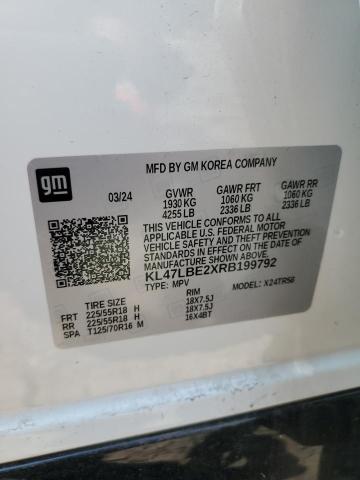 gm
MFD BY GM KOREA COMPANY
03/24 GVWR GAWR FRT GAWR RR
1930 KG 1060 KG 1060 KG
4255 LB 2336 LB 2336 LB
THIS VEHICLE CONFORMS TO ALL
APPLICABLE U.S. FEDERAL MOTOR
VEHICLE SAFETY AND THEFT PREVENTION
STANDARDS IN EFFECT ON THE DATE OF
MANUFACTURE SHOWN ABOVE.
KL47LBE2XRB199792
TYPE: MPV MODEL: X24TR56
TIRE SIZE RIM
FRT 225/55R18 H 18X7.5J
RR 225/55R18 H 18X7.5J
SPA T125/70R16 M 16X4BT